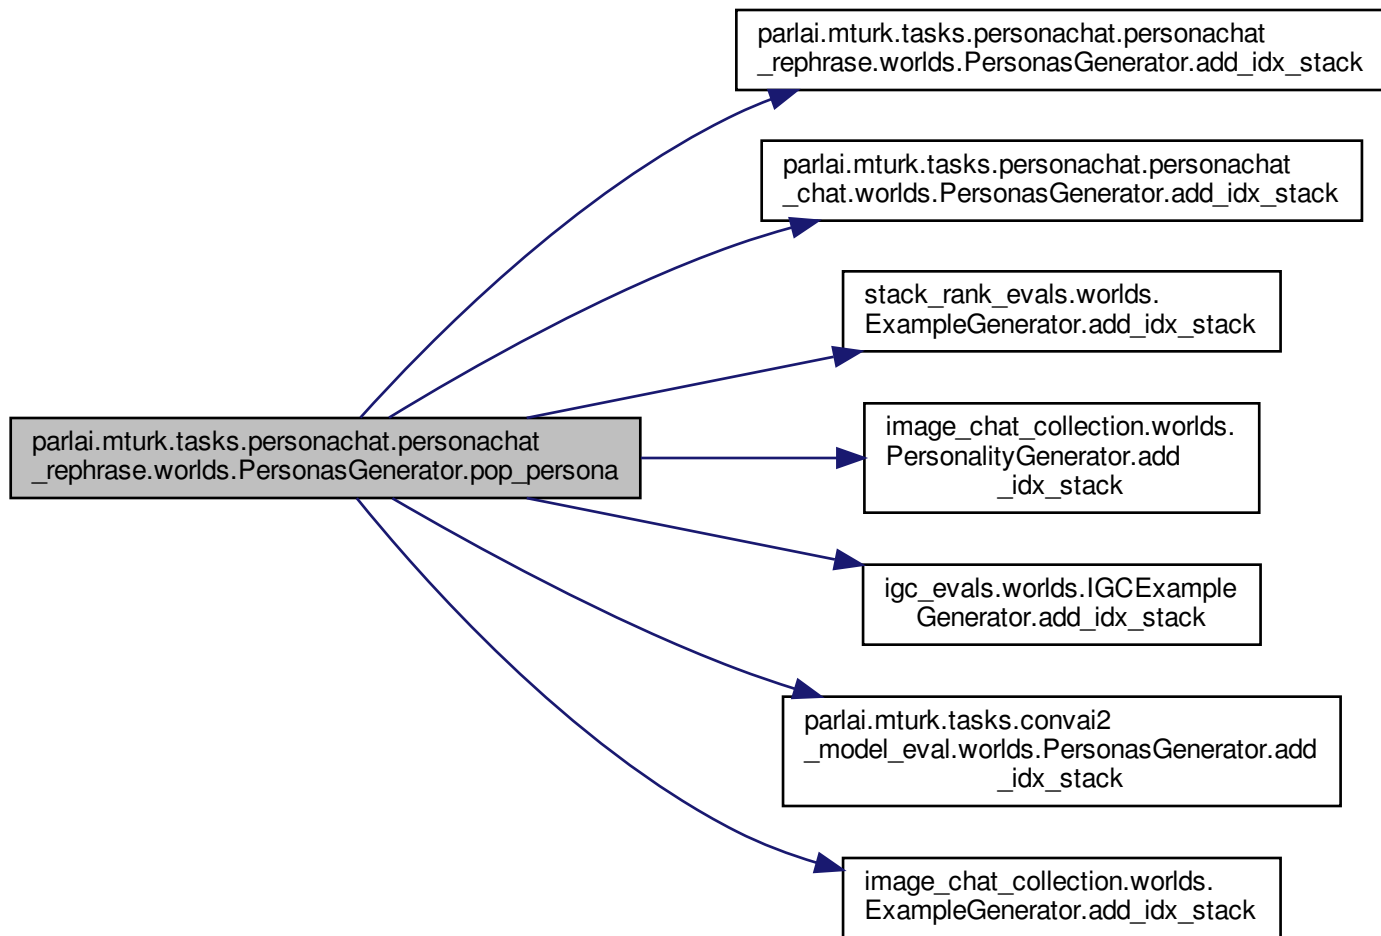 parlai.mturk.tasks.personachat.personachat
_rephrase.worlds.PersonasGenerator.add_idx_stack
parlai.mturk.tasks.personachat.personachat
_chat.worlds.PersonasGenerator.add_idx_stack
stack_rank_evals.worlds.
ExampleGenerator.add_idx_stack
parlai.mturk.tasks.personachat.personachat
_rephrase.worlds.PersonasGenerator.pop_persona
image_chat_collection.worlds.
PersonalityGenerator.add
_idx_stack
igc_evals.worlds.IGCExample
Generator.add_idx_stack
parlai.mturk.tasks.convai2
_model_eval.worlds.PersonasGenerator.add
_idx_stack
image_chat_collection.worlds.
ExampleGenerator.add_idx_stack